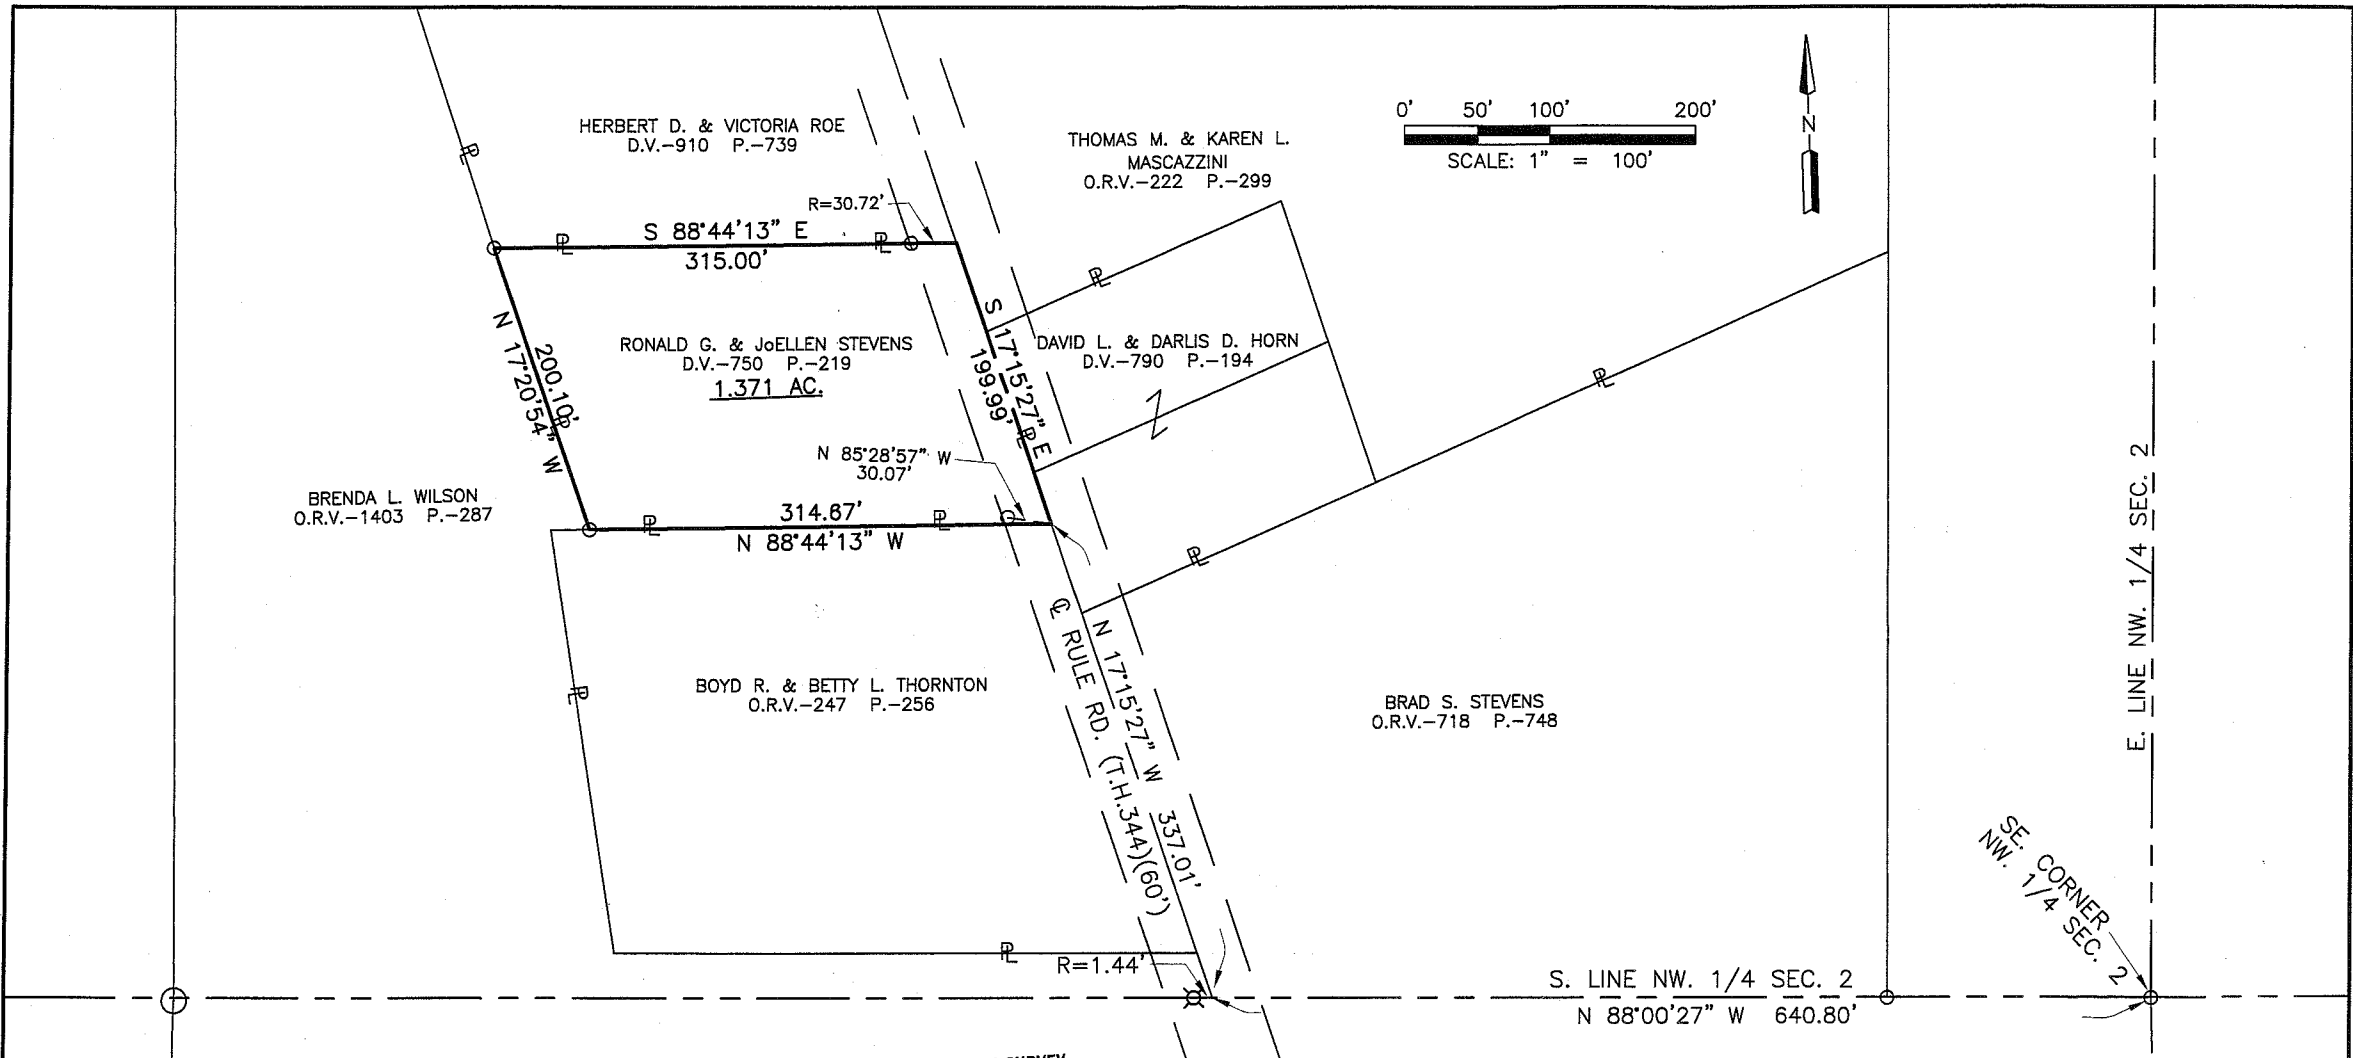 HERBERT D. & VICTORIA ROE
D.V.-910 P.-739
THOMAS M. & KAREN L.
MASCAZZINI
O.R.V.-222 P.-299
0' 50' 100' 200'
SCALE: 1" = 100'
N
R=30.72'
S 88°44'13" E
315.00'
N 17°20'54" W
200.10'
RONALD G. & JoELLEN STEVENS
D.V.-750 P.-219
1.371 AC.
S 17°15'27" E
199.99'
DAVID L. & DARLIS D. HORN
D.V.-790 P.-194
N 85°28'57" W
30.07'
BRENDA L. WILSON
O.R.V.-1403 P.-287
314.67'
N 88°44'13" W
BOYD R. & BETTY L. THORNTON
O.R.V.-247 P.-256
RULE RD. (T.H.344)(60')
N 17°15'27" W 337.01'
BRAD S. STEVENS
O.R.V.-718 P.-748
E. LINE NW. 1/4 SEC. 2
SE. CORNER
NW. 1/4 SEC. 2
R=1.44'
S. LINE NW. 1/4 SEC. 2
N 88°00'27" W 640.80'